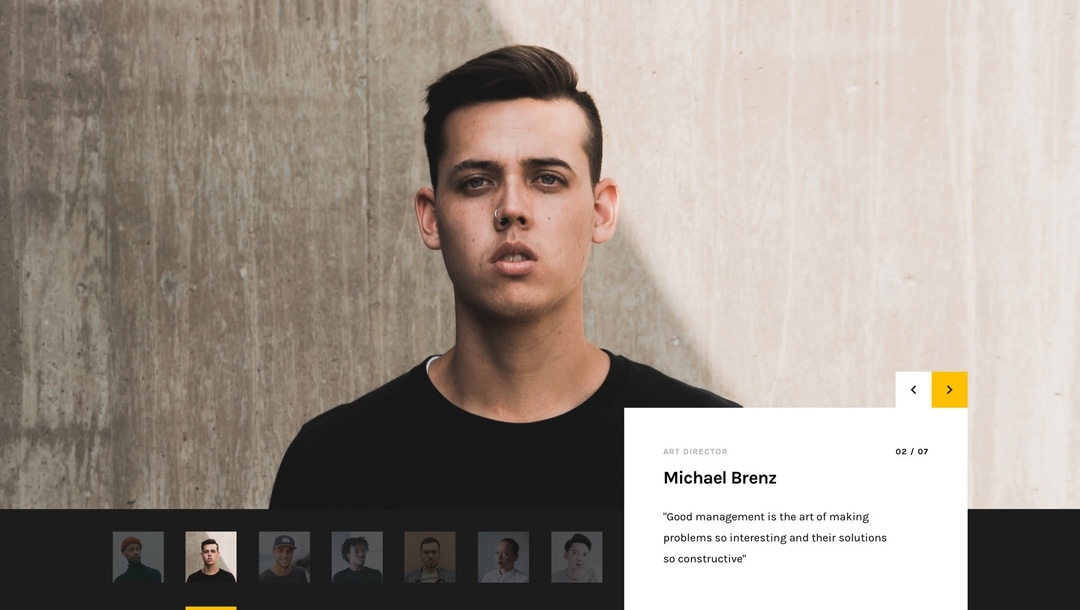 ART DIRECTOR 02 / 07
Michael Brenz
"Good management is the art of making
problems so interesting and their solutions
so constructive"